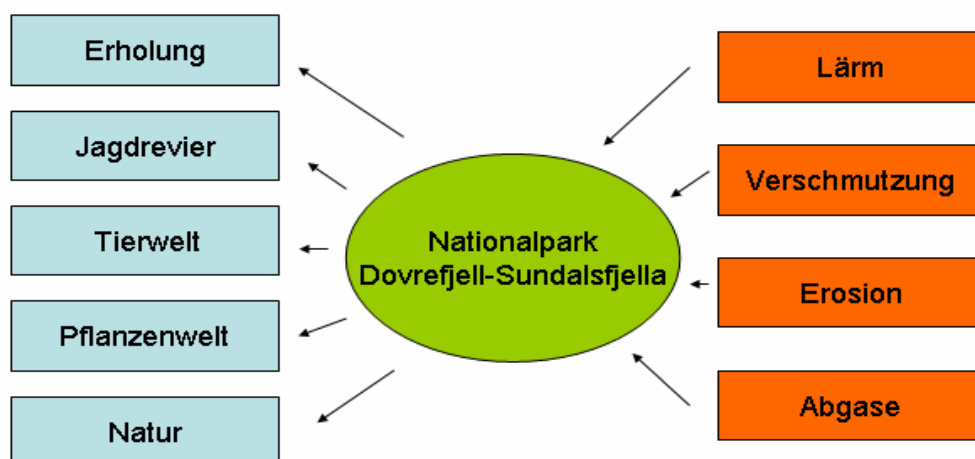 Erholung
Jagdrevier
Tierwelt
Pflanzenwelt
Natur
Nationalpark
Dovrefjell-Sundalsfjella
Lärm
Verschmutzung
Erosion
Abgase